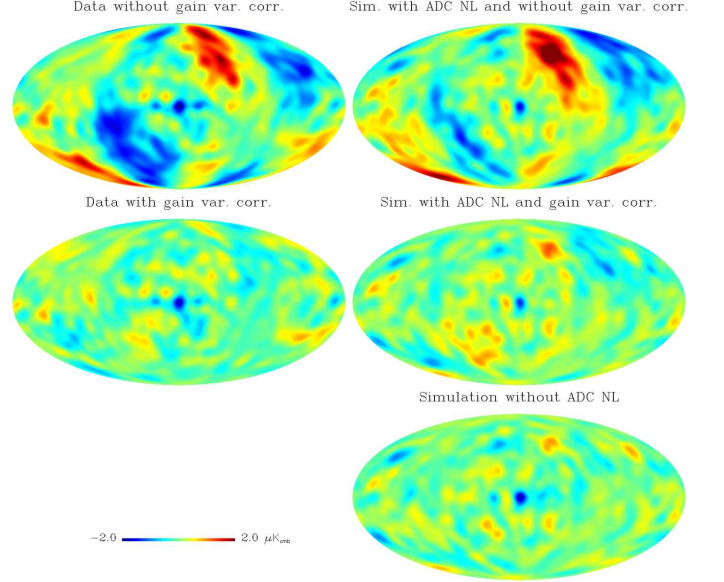 Data without gain var. corr.
Sim. with ADC NL and without gain var. corr.
Data with gain var. corr.
Sim. with ADC NL and gain var. corr.
Simulation without ADC NL
-2.0 2.0 μKcmb